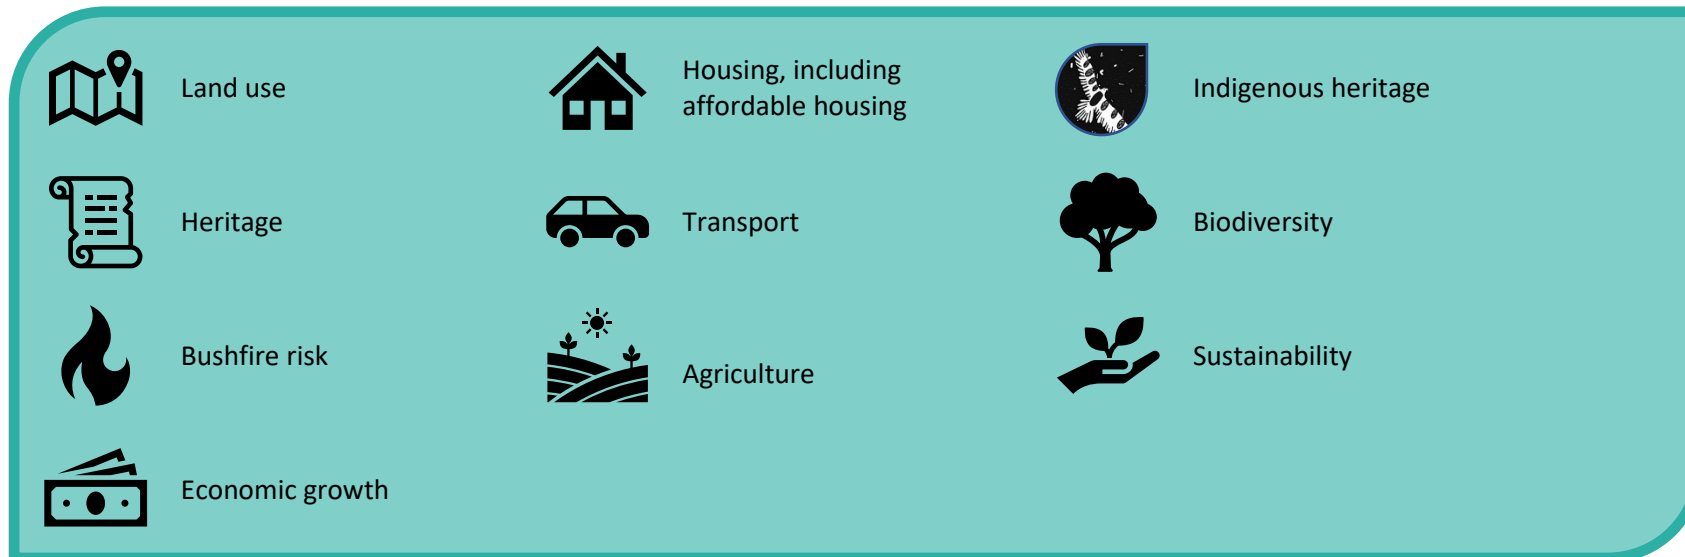 Land use
Housing, including
affordable housing
Indigenous heritage
Heritage
Transport
Biodiversity
Bushfire risk
Agriculture
Sustainability
Economic growth